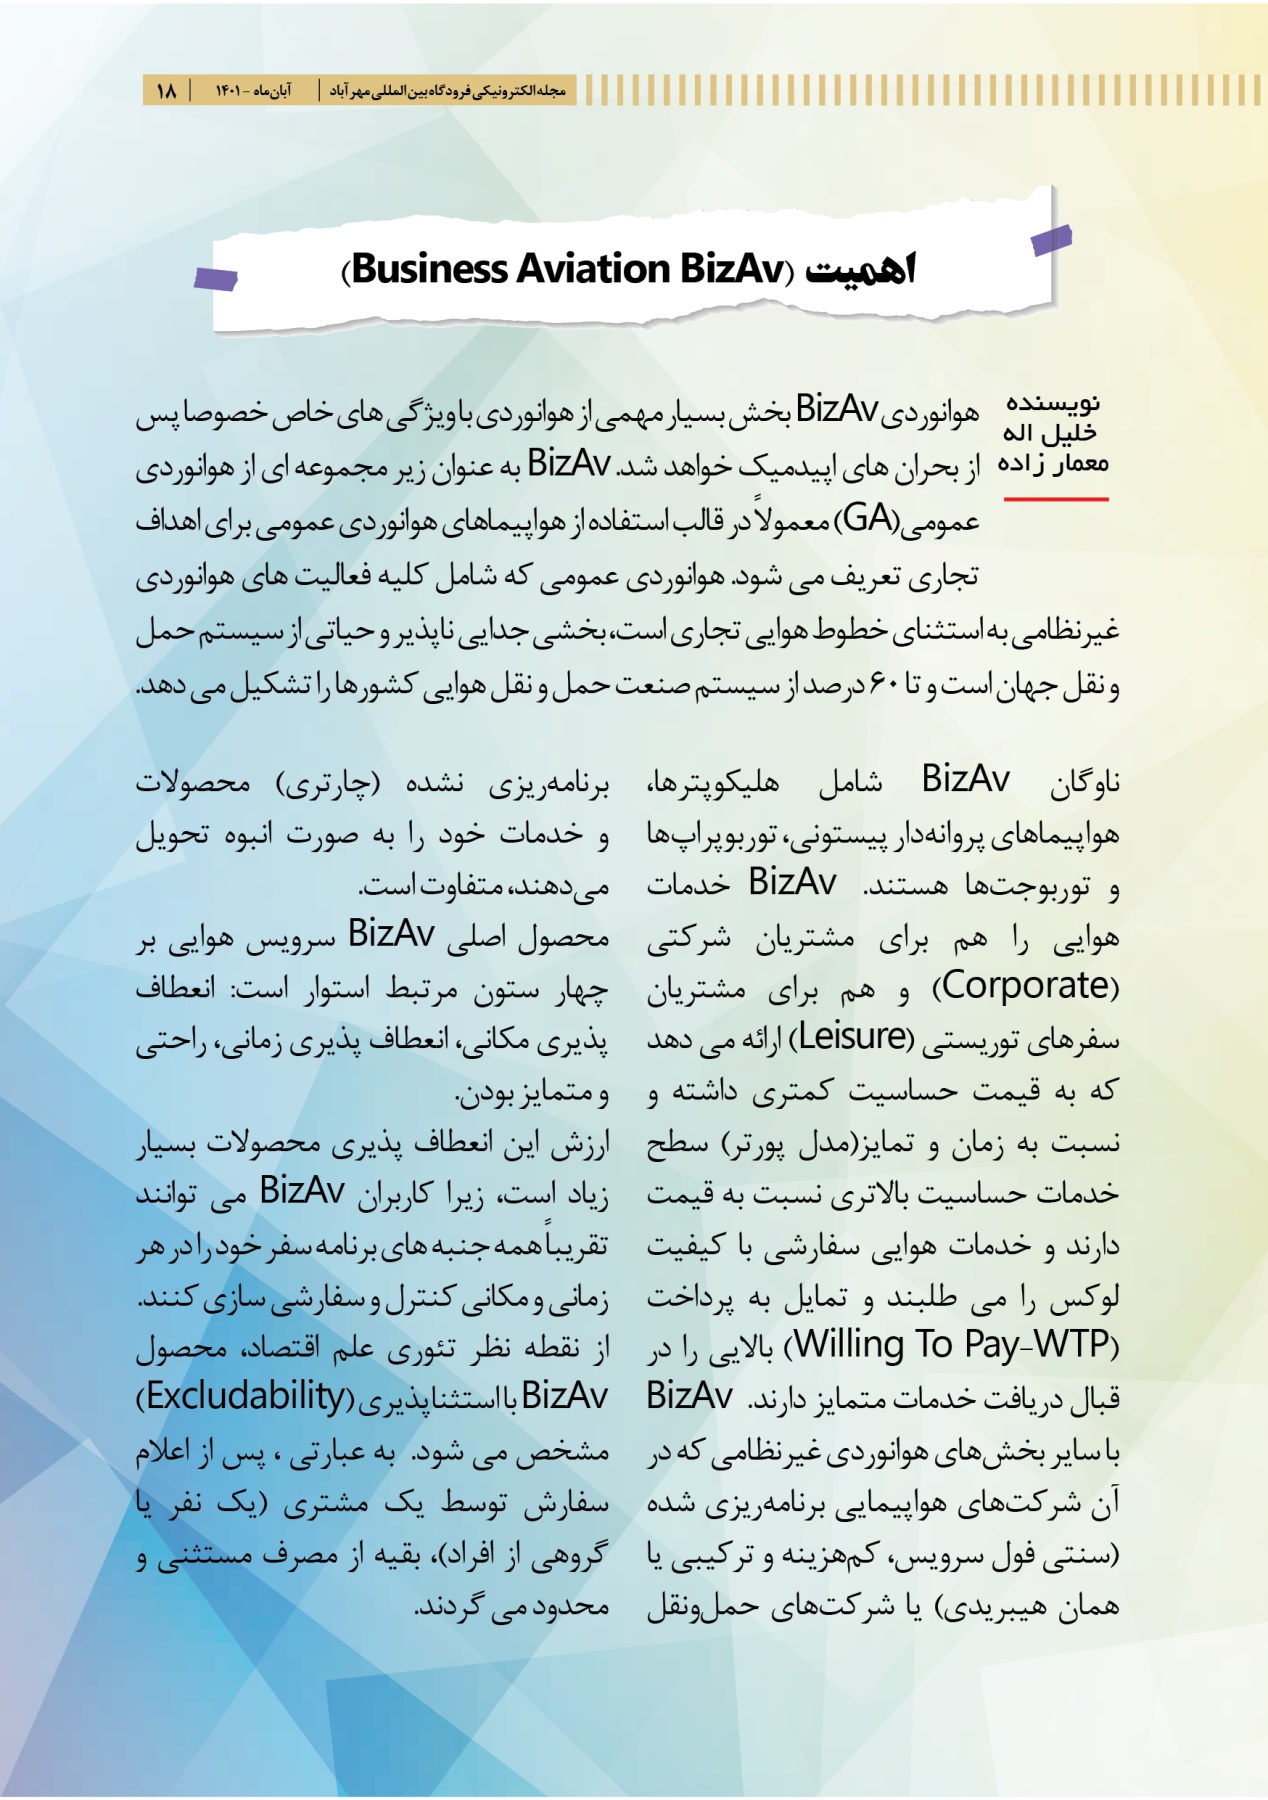 مجله الکترونیکی فرودگاه بین المللی مهرآباد | آبان‌ماه - ۱۴۰۱ | ۱۸
اهمیت (Business Aviation BizAv)
نویسنده
خلیل اله
معمار زاده
هوانوردی BizAv بخش بسیار مهمی از هوانوردی با ویژگی های خاص خصوصا پس
از بحران های اپیدمیک خواهد شد. BizAv به عنوان زیر مجموعه ای از هوانوردی
عمومی (GA) معمولاً در قالب استفاده از هواپیماهای هوانوردی عمومی برای اهداف
تجاری تعریف می شود. هوانوردی عمومی که شامل کلیه فعالیت های هوانوردی
غیرنظامی به استثنای خطوط هوایی تجاری است، بخشی جدایی ناپذیر و حیاتی از سیستم حمل
و نقل جهان است و تا ۶۰ درصد از سیستم صنعت حمل و نقل هوایی کشورها را تشکیل می دهد.
ناوگان BizAv شامل هلیکوپترها،
هواپیماهای پروانه‌دار پیستونی، توربوپراپ‌ها
و توربوجت‌ها هستند. BizAv خدمات
هوایی را هم برای مشتریان شرکتی
(Corporate) و هم برای مشتریان
سفرهای توریستی (Leisure) ارائه می دهد
که به قیمت حساسیت کمتری داشته و
نسبت به زمان و تمایز(مدل پورتر) سطح
خدمات حساسیت بالاتری نسبت به قیمت
دارند و خدمات هوایی سفارشی با کیفیت
لوکس را می طلبند و تمایل به پرداخت
(Willing To Pay-WTP) بالایی را در
قبال دریافت خدمات متمایز دارند. BizAv
با سایر بخش‌های هوانوردی غیرنظامی که در
آن شرکت‌های هواپیمایی برنامه‌ریزی شده
(سنتی فول سرویس، کم‌هزینه و ترکیبی یا
همان هیبریدی) یا شرکت‌های حمل‌ونقل
برنامه‌ریزی نشده (چارتری) محصولات
و خدمات خود را به صورت انبوه تحویل
می‌دهند، متفاوت است.
محصول اصلی BizAv سرویس هوایی بر
چهار ستون مرتبط استوار است: انعطاف
پذیری مکانی، انعطاف پذیری زمانی، راحتی
و متمایز بودن.
ارزش این انعطاف پذیری محصولات بسیار
زیاد است، زیرا کاربران BizAv می توانند
تقریباً همه جنبه های برنامه سفر خود را در هر
زمانی و مکانی کنترل و سفارشی سازی کنند.
از نقطه نظر تئوری علم اقتصاد، محصول
BizAv با استثناپذیری (Excludability)
مشخص می شود. به عبارتی ، پس از اعلام
سفارش توسط یک مشتری (یک نفر یا
گروهی از افراد)، بقیه از مصرف مستثنی و
محدود می گردند.